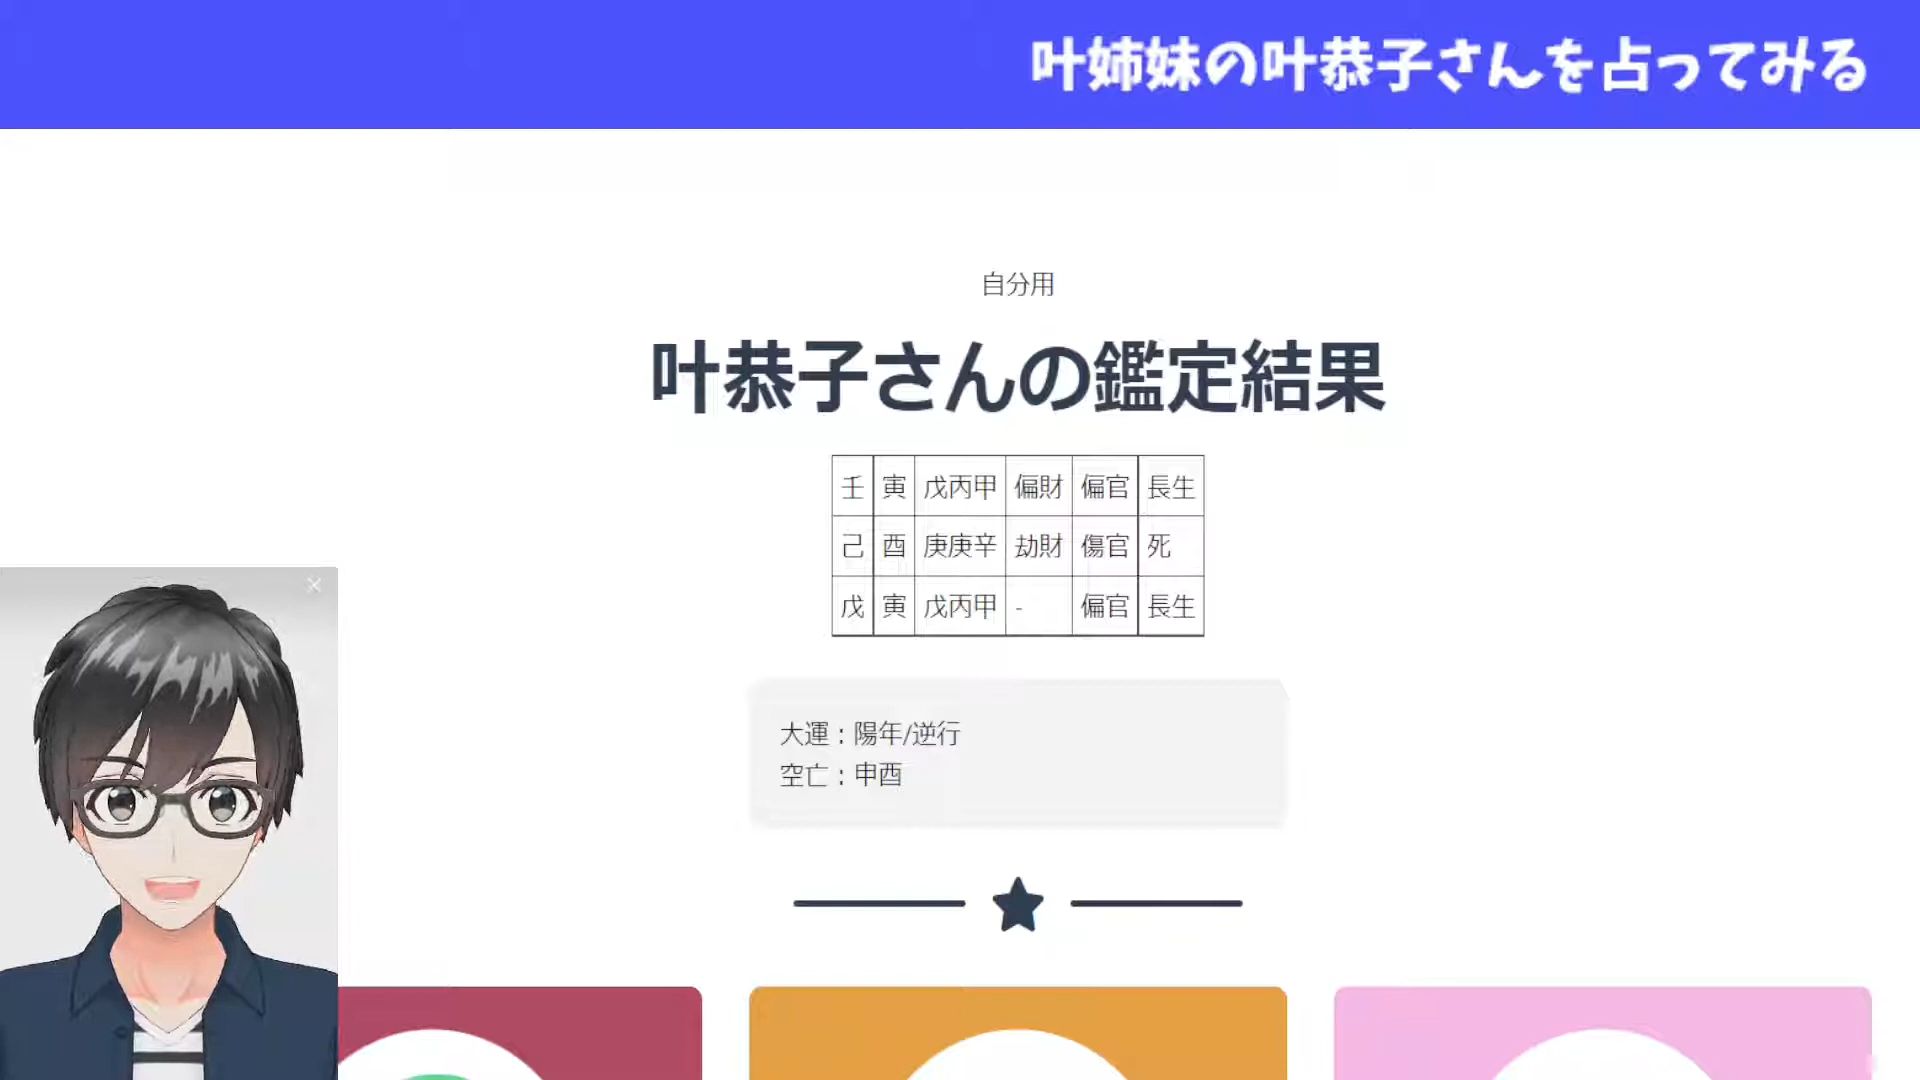 叶姉妹の叶恭子さんを占ってみる
自分用
叶恭子さんの鑑定結果
壬 寅 戊丙甲 偏財 偏官 長生
己 酉 庚庚辛 劫財 傷官 死
戊 寅 戊丙甲 - 偏官 長生
大運：陽年/逆行
空亡：申酉